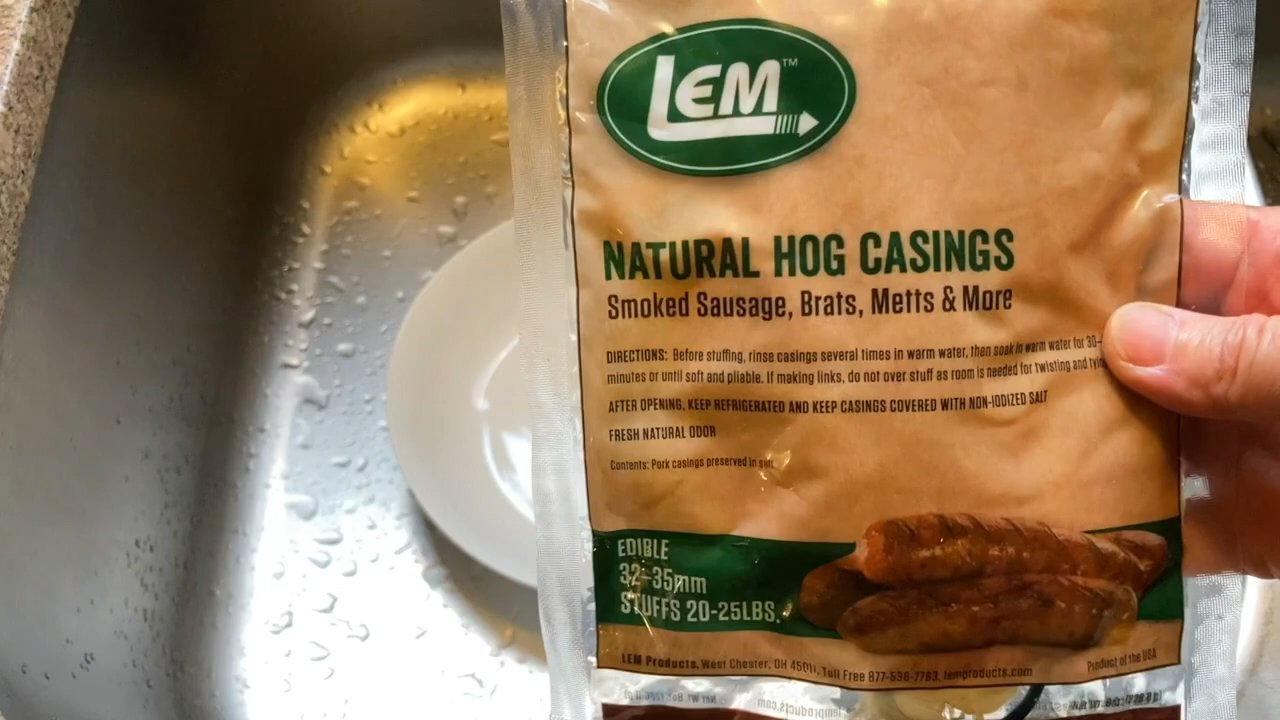 LEM™
NATURAL HOG CASINGS
Smoked Sausage, Brats, Metts & More
DIRECTIONS: Before stuffing, rinse casings several times in warm water, then soak in warm water for 30-
minutes or until soft and pliable. If making links, do not over stuff as room is needed for twisting and tying
AFTER OPENING, KEEP REFRIGERATED AND KEEP CASINGS COVERED WITH NON-IODIZED SALT
FRESH NATURAL ODOR
Contents: Pork casings preserved in salt
EDIBLE
32-35mm
STUFFS 20-25LBS.
LEM Products, West Chester, OH 45011, Toll Free 877-536-7763, lemproducts.com
Product of the USA